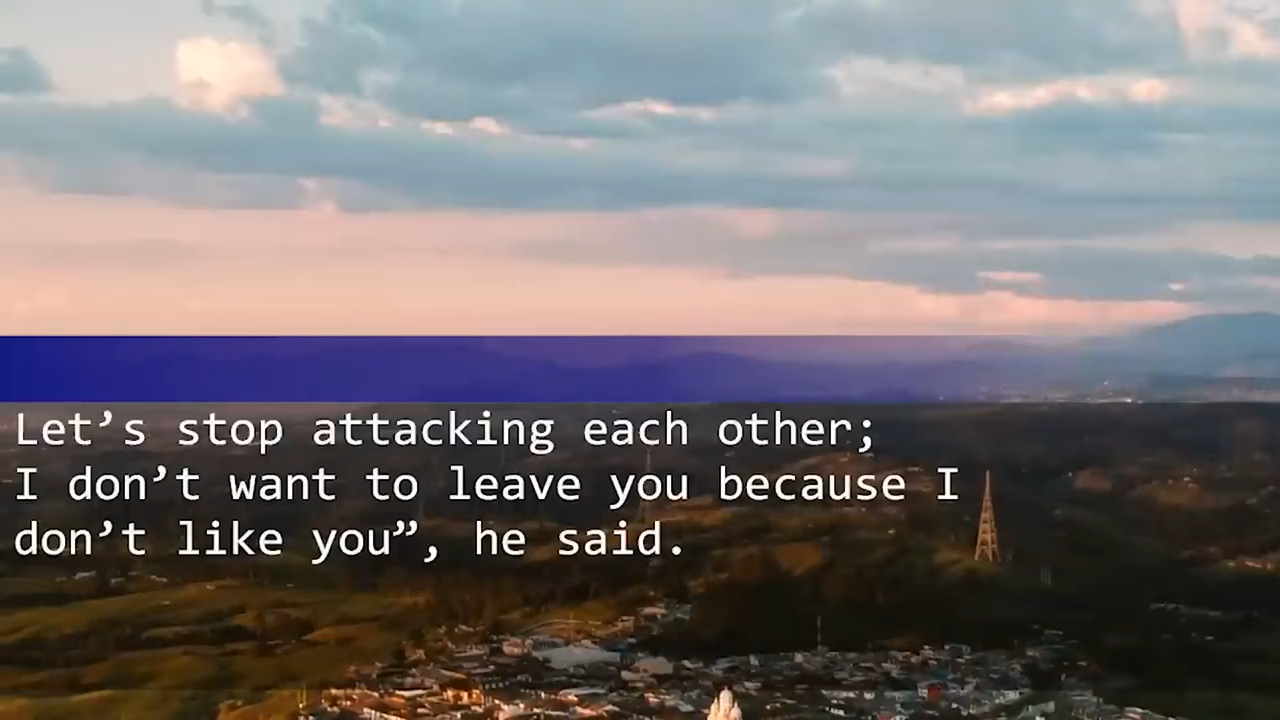 Let’s stop attacking each other;
I don’t want to leave you because I
don’t like you”, he said.